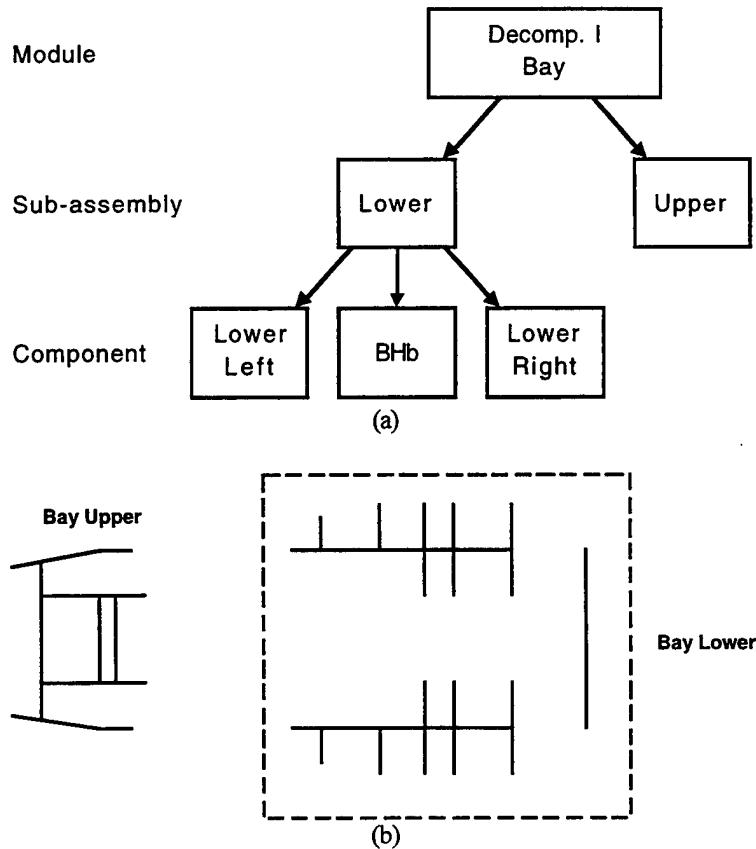 Module
Decomp. I
Bay
Sub-assembly
Lower
Upper
Component
Lower
Left
BHb
Lower
Right
(a)
Bay Upper
Bay Lower
(b)